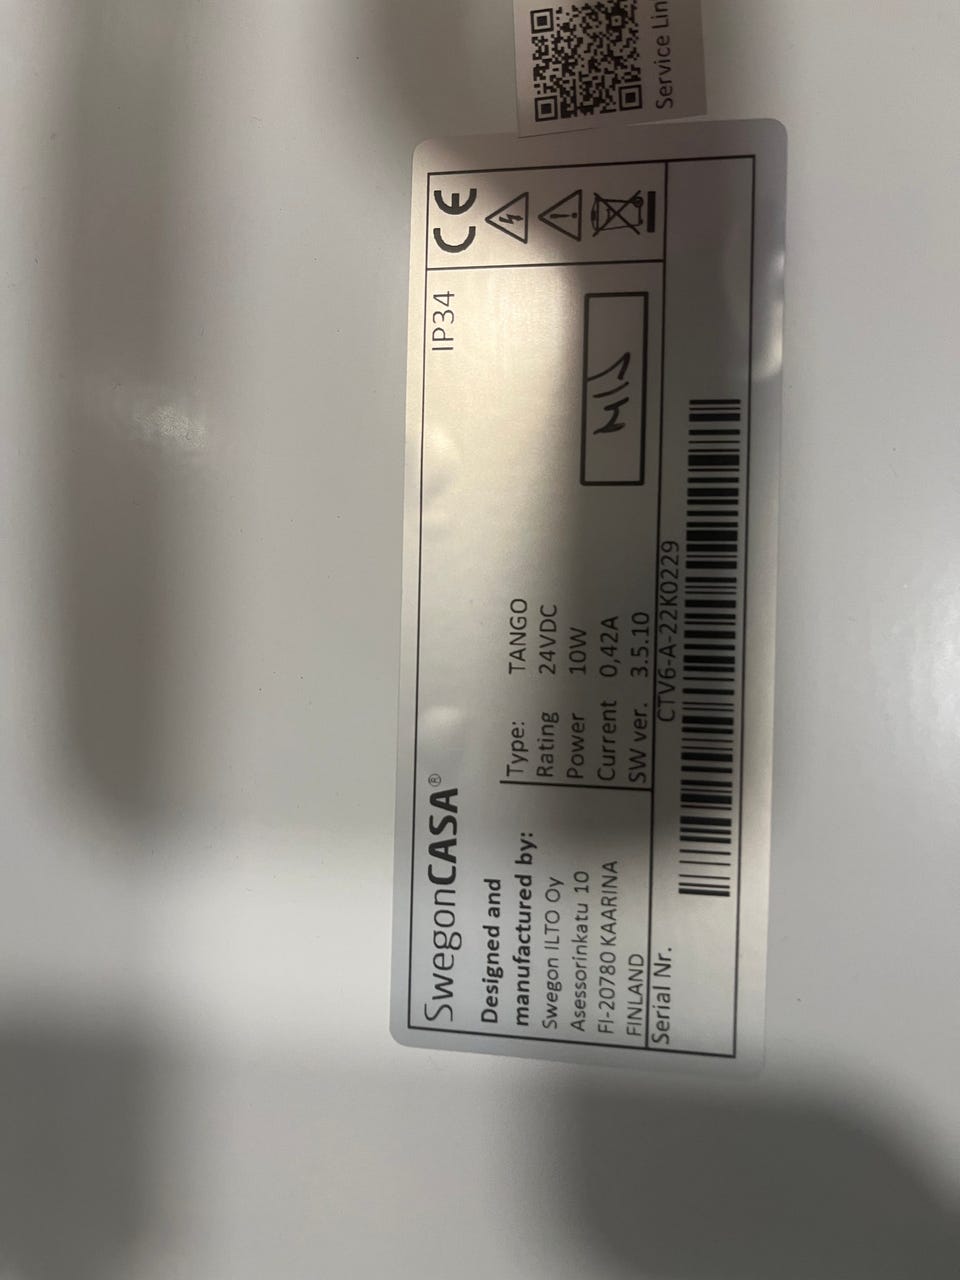 Service Lin
SwegonCASA®
IP34
CE
Designed and
manufactured by:
Swegon ILTO Oy
Asessorinkatu 10
FI-20780 KAARINA
FINLAND
Type: TANGO
Rating 24VDC
Power 10W
Current 0,42A
SW ver. 3.5.10
Serial Nr.
CTV6-A-22K0229